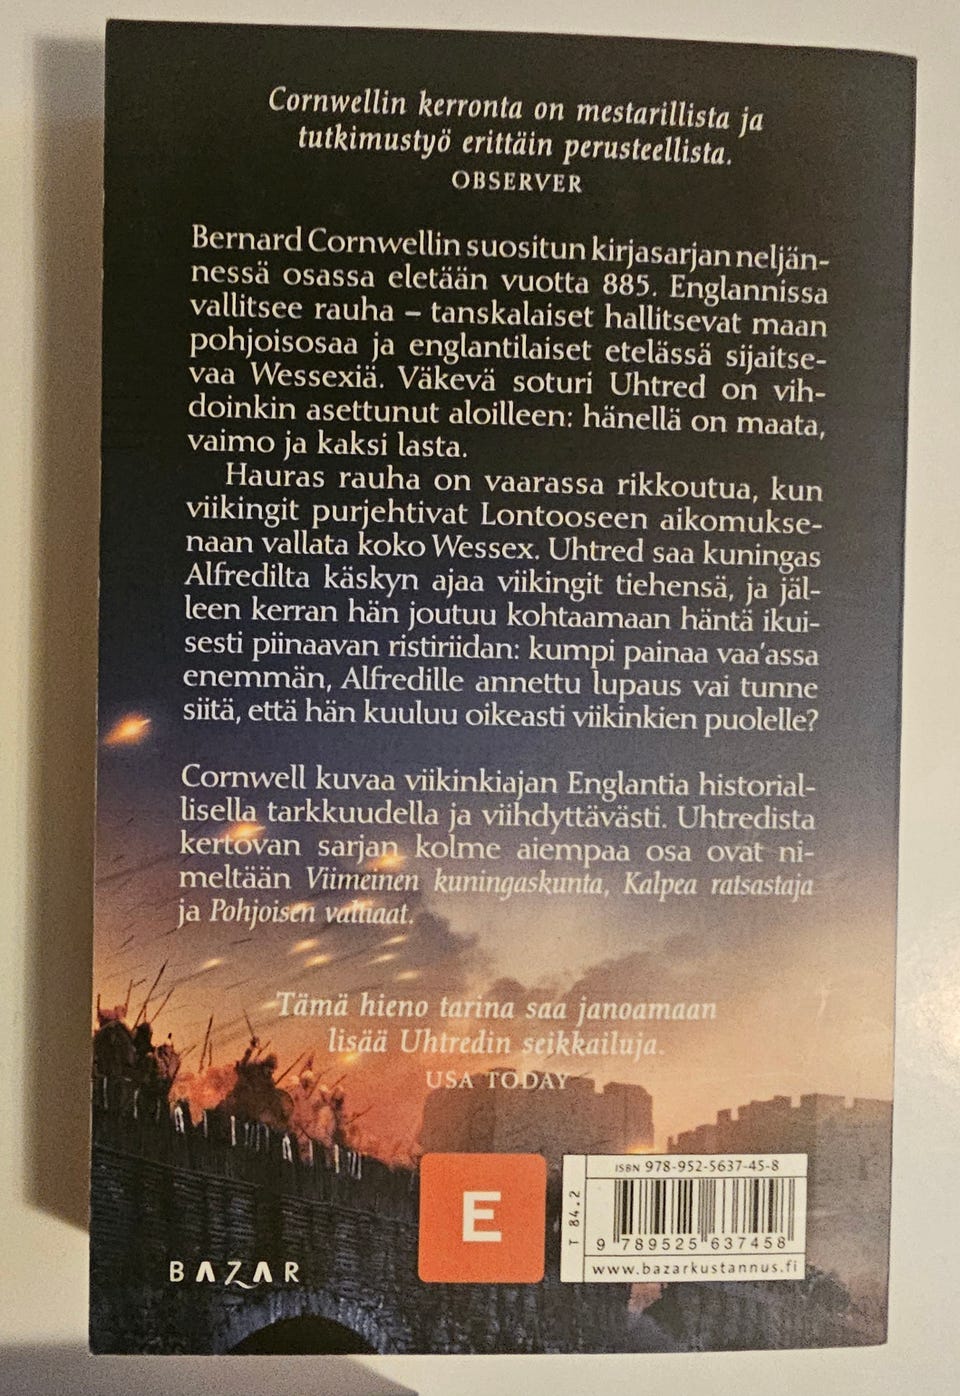 Cornwellin kerronta on mestarillista ja
tutkimustyö erittäin perusteellista.
OBSERVER
Bernard Cornwellin suositun kirjasarjan neljän-
nessä osassa eletään vuotta 885. Englannissa
vallitsee rauha – tanskalaiset hallitsevat maan
pohjoisosaa ja englantilaiset etelässä sijaitse-
vaa Wessexiä. Väkevä soturi Uhtred on vih-
doinkin asettunut aloilleen: hänellä on maata,
vaimo ja kaksi lasta.
Hauras rauha on vaarassa rikkoutua, kun
viikingit purjehtivat Lontooseen aikomukse-
naan vallata koko Wessex. Uhtred saa kuningas
Alfredilta käskyn ajaa viikingit tiehensä, ja jäl-
leen kerran hän joutuu kohtaamaan häntä ikui-
sesti piinaavan ristiriidan: kumpi painaa vaa'assa
enemmän, Alfredille annettu lupaus vai tunne
siitä, että hän kuuluu oikeasti viikinkien puolelle?
Cornwell kuvaa viikinkiajan Englantia historial-
lisella tarkkuudella ja viihdyttävästi. Uhtredista
kertovan sarjan kolme aiempaa osa ovat ni-
meltään Viimeinen kuningaskunta, Kalpea ratsastaja
ja Pohjoisen valtiaat.
Tämä hieno tarina saa janoamaan
lisää Uhtredin seikkailuja.
USA TODAY
BAZAR
E
T 84.2
ISBN 978-952-5637-45-8
9 789525 637458
www.bazarkustannus.fi